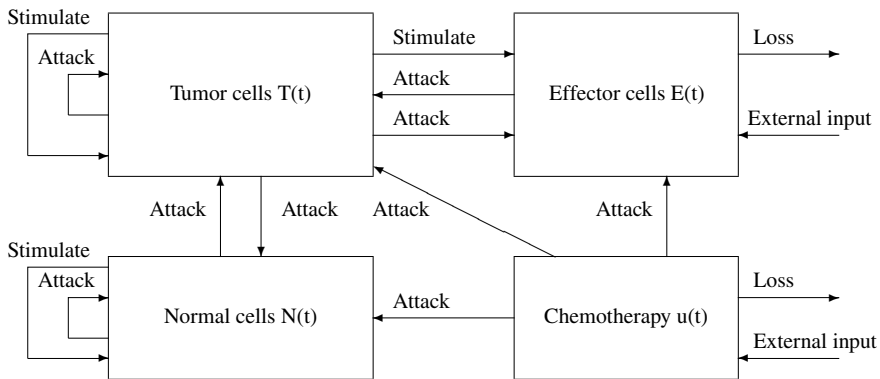 Stimulate
Stimulate
Loss
Attack
Attack
Tumor cells T(t)
Effector cells E(t)
Attack
External input
Attack
Attack
Attack
Attack
Stimulate
Attack
Loss
Attack
Normal cells N(t)
Chemotherapy u(t)
External input